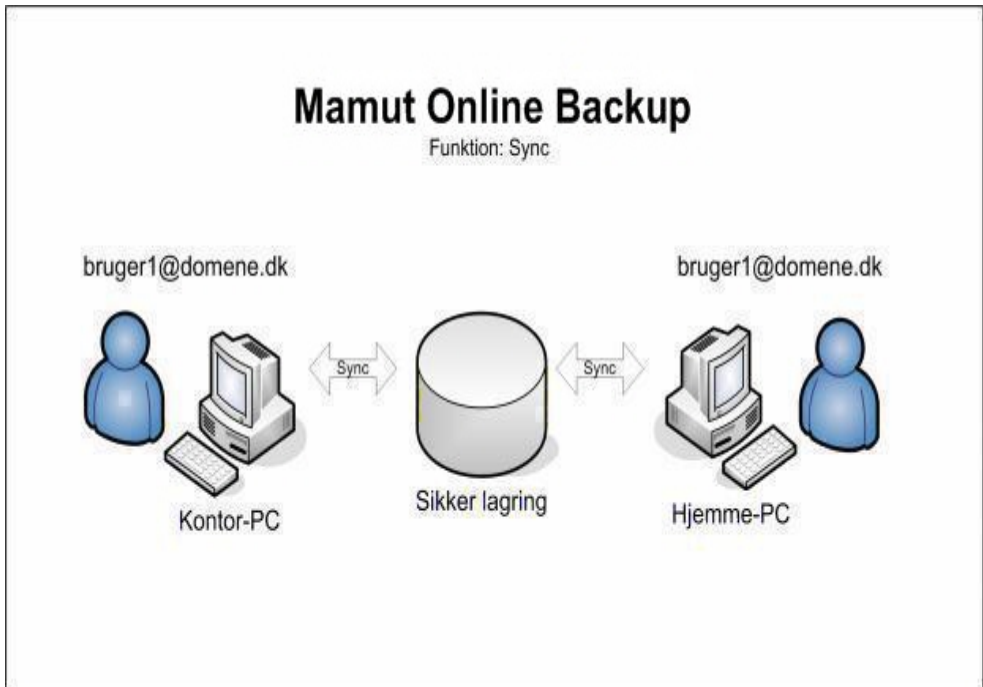 Mamut Online Backup
Funktion: Sync
bruger1@domene.dk
bruger1@domene.dk
Sync
Sync
Kontor-PC
Sikker lagring
Hjemme-PC